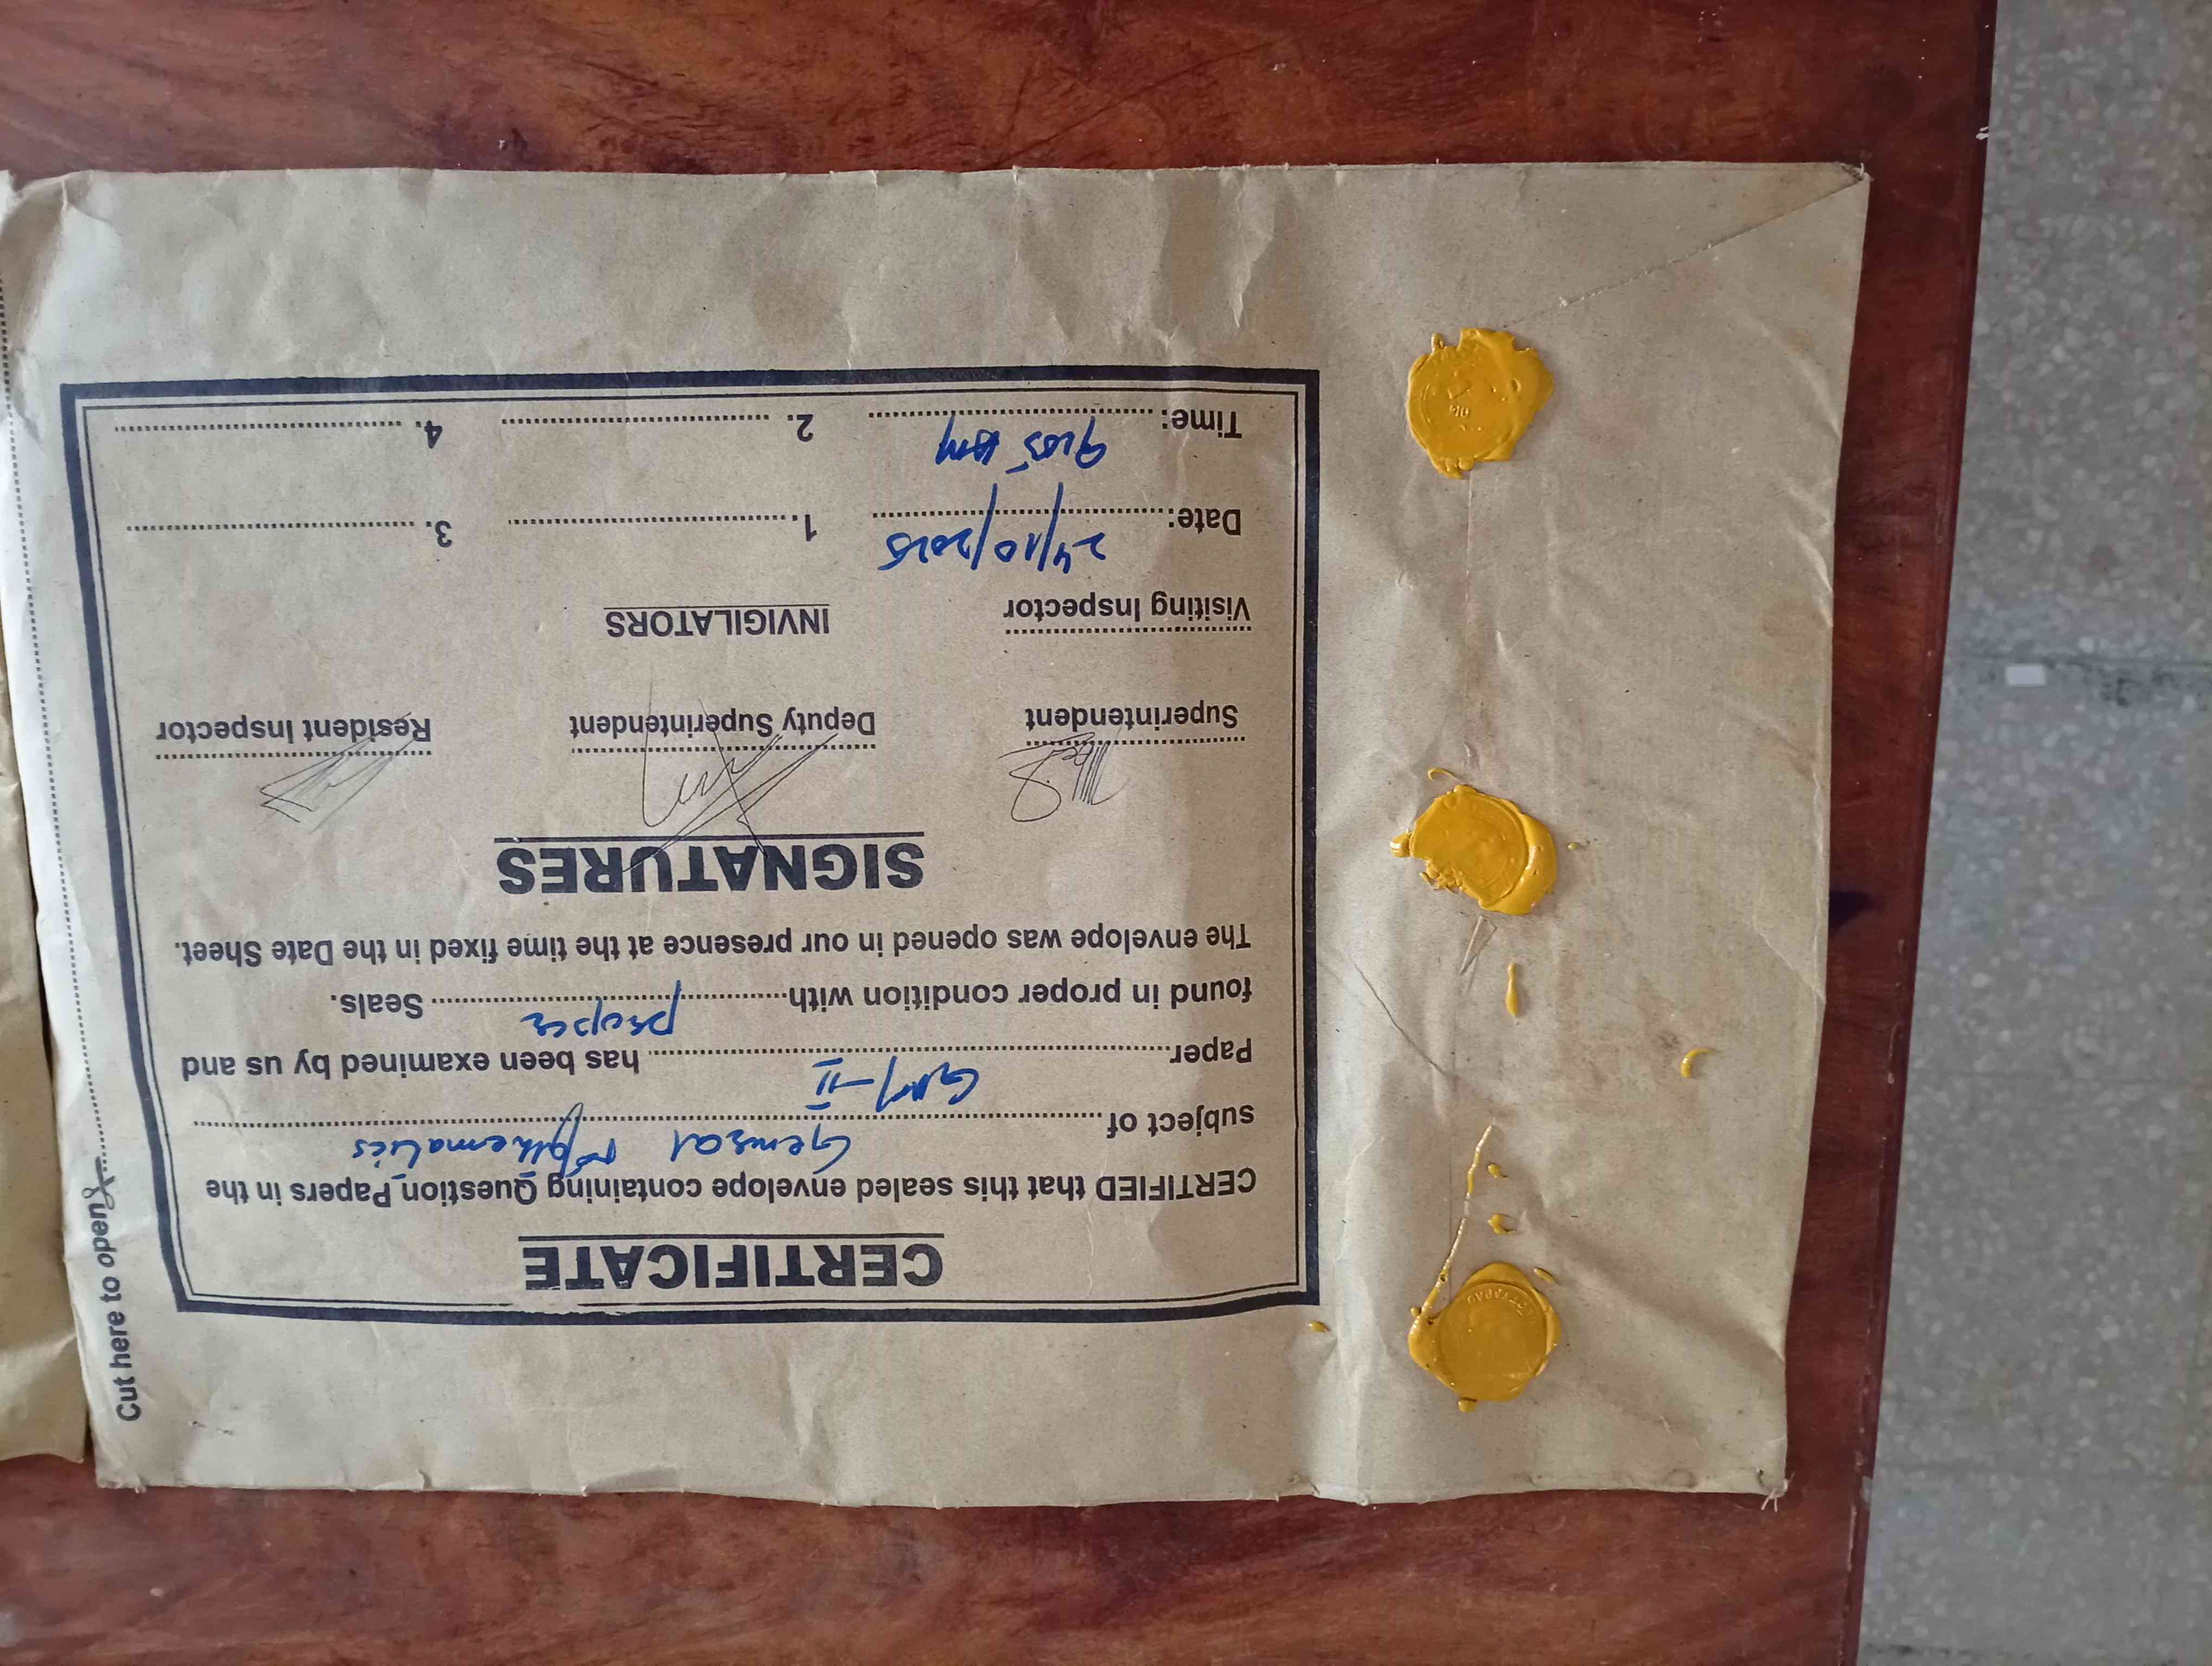 CERTIFICATE
CERTIFIED that this sealed envelope containing Question Papers in the
subject of General Mathematics
Paper GM-II has been examined by us and
found in proper condition with proper Seals.
The envelope was opened in our presence at the time fixed in the Date Sheet.
SIGNATURES
Superintendent Deputy Superintendent Resident Inspector
Visiting Inspector INVIGILATORS
Date: 24/10/2025 1. 3.
Time: 9:05 AM 2. 4.
Cut here to open